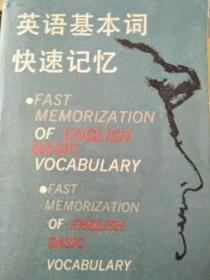 英语基本词
快速记忆
•FAST
MEMORIZATION
OF ENGLISH
BASIC
VOCABULARY
•FAST
MEMORIZATION
OF ENGLISH
BASIC
VOCABULARY